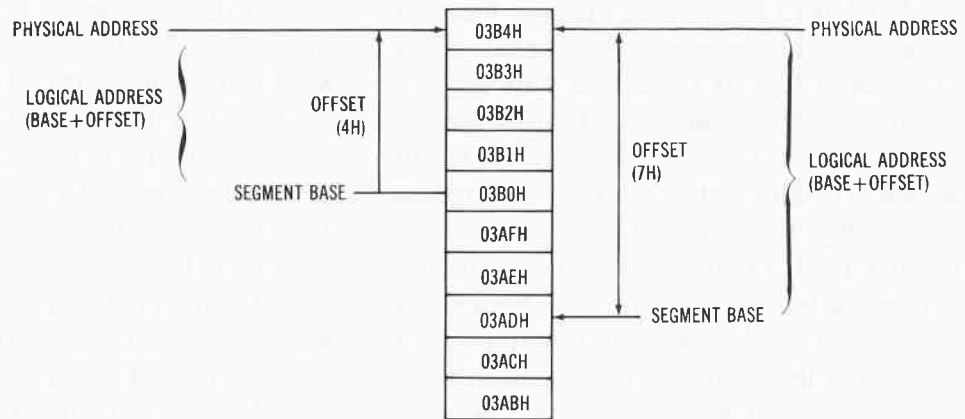 PHYSICAL ADDRESS
LOGICAL ADDRESS
(BASE+OFFSET)
OFFSET
(4H)
SEGMENT BASE
03B4H
03B3H
03B2H
03B1H
03B0H
03AFH
03AEH
03ADH
03ACH
03ABH
PHYSICAL ADDRESS
OFFSET
(7H)
LOGICAL ADDRESS
(BASE+OFFSET)
SEGMENT BASE